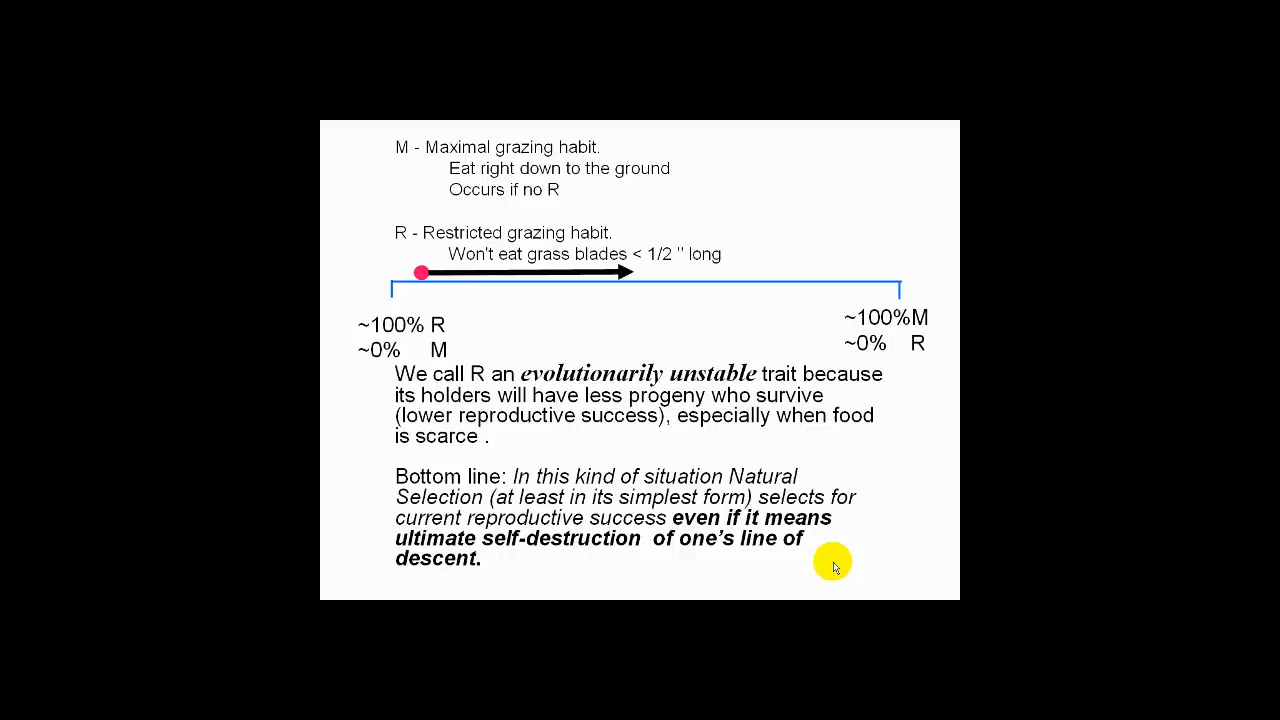 M - Maximal grazing habit.
Eat right down to the ground
Occurs if no R
R - Restricted grazing habit.
Won't eat grass blades < 1/2 " long
~100% R
~0% M
~100%M
~0% R
We call R an evolutionarily unstable trait because
its holders will have less progeny who survive
(lower reproductive success), especially when food
is scarce .
Bottom line: In this kind of situation Natural
Selection (at least in its simplest form) selects for
current reproductive success even if it means
ultimate self-destruction of one’s line of
descent.